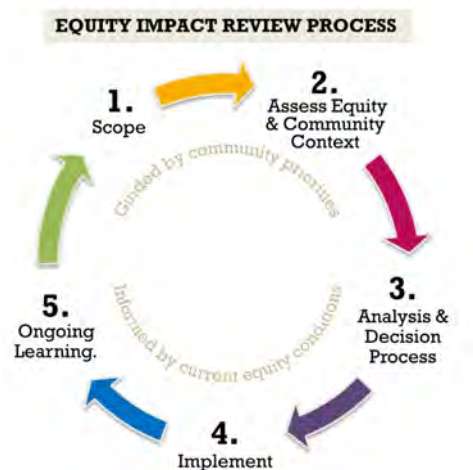 EQUITY IMPACT REVIEW PROCESS
1.
Scope
2.
Assess Equity
& Community
Context
3.
Analysis &
Decision
Process
4.
Implement
5.
Ongoing
Learning.
Guided by community priorities
Informed by current equity conditions